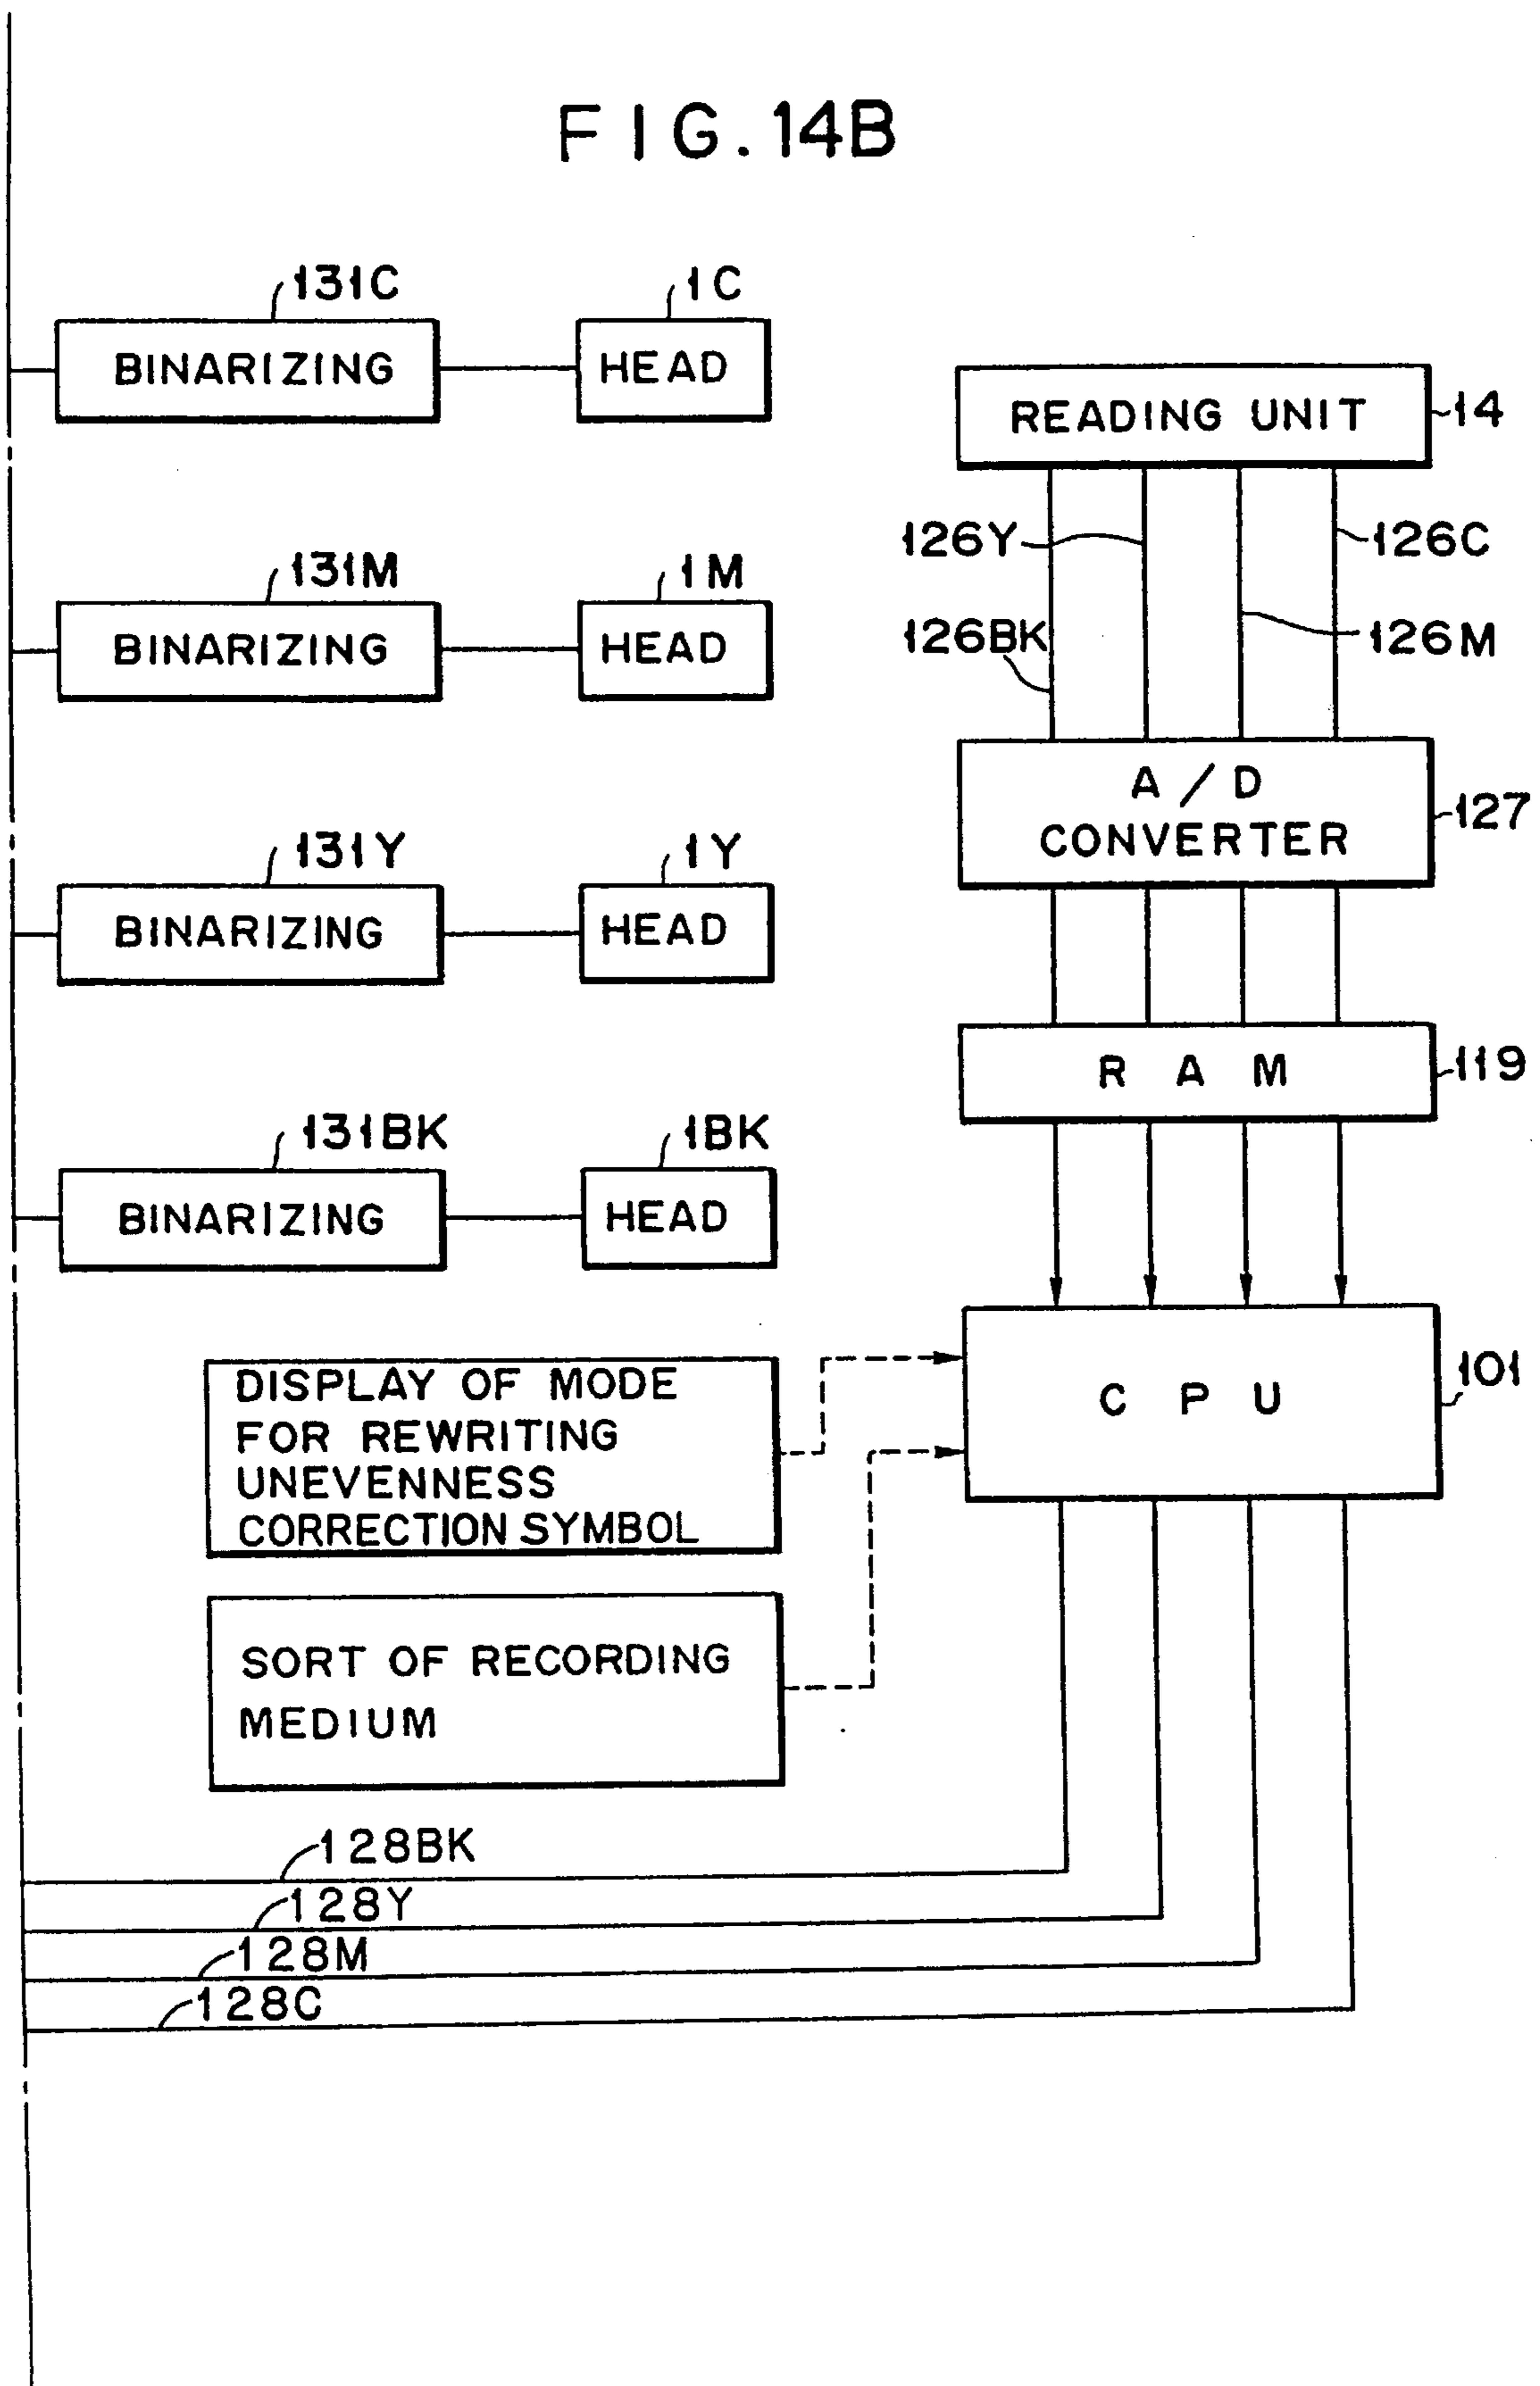 FIG.14B
131C
1C
BINARIZING
HEAD
READING UNIT
14
126Y
126C
131M
1M
BINARIZING
HEAD
126BK
126M
A/D
CONVERTER
127
131Y
1Y
BINARIZING
HEAD
RAM
119
131BK
1BK
BINARIZING
HEAD
CPU
101
DISPLAY OF MODE
FOR REWRITING
UNEVENNESS
CORRECTION SYMBOL
SORT OF RECORDING
MEDIUM
128BK
128Y
128M
128C